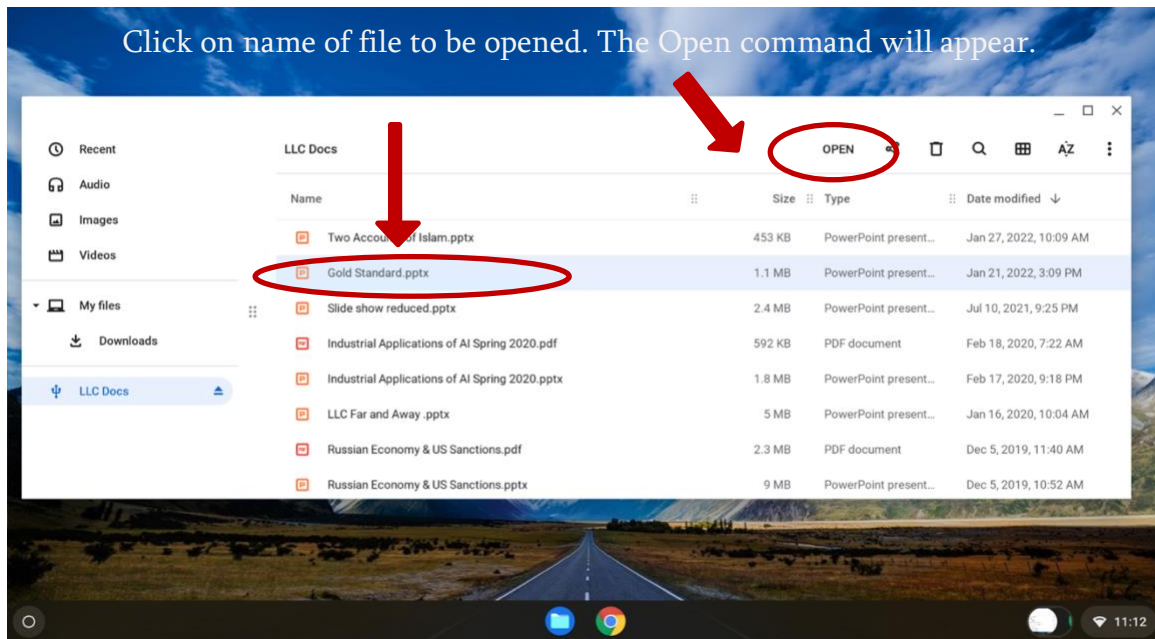 Click on name of file to be opened. The Open command will appear.
Recent
Audio
Images
Videos
My files
Downloads
LLC Docs
LLC Docs
OPEN
AZ
Name Size Type Date modified
Two Accounts of Islam.pptx 453 KB PowerPoint present... Jan 27, 2022, 10:09 AM
Gold Standard.pptx 1.1 MB PowerPoint present... Jan 21, 2022, 3:09 PM
Slide show reduced.pptx 2.4 MB PowerPoint present... Jul 10, 2021, 9:25 PM
Industrial Applications of AI Spring 2020.pdf 592 KB PDF document Feb 18, 2020, 7:22 AM
Industrial Applications of AI Spring 2020.pptx 1.8 MB PowerPoint present... Feb 17, 2020, 9:18 PM
LLC Far and Away .pptx 5 MB PowerPoint present... Jan 16, 2020, 10:04 AM
Russian Economy & US Sanctions.pdf 2.3 MB PDF document Dec 5, 2019, 11:40 AM
Russian Economy & US Sanctions.pptx 9 MB PowerPoint present... Dec 5, 2019, 10:52 AM
11:12